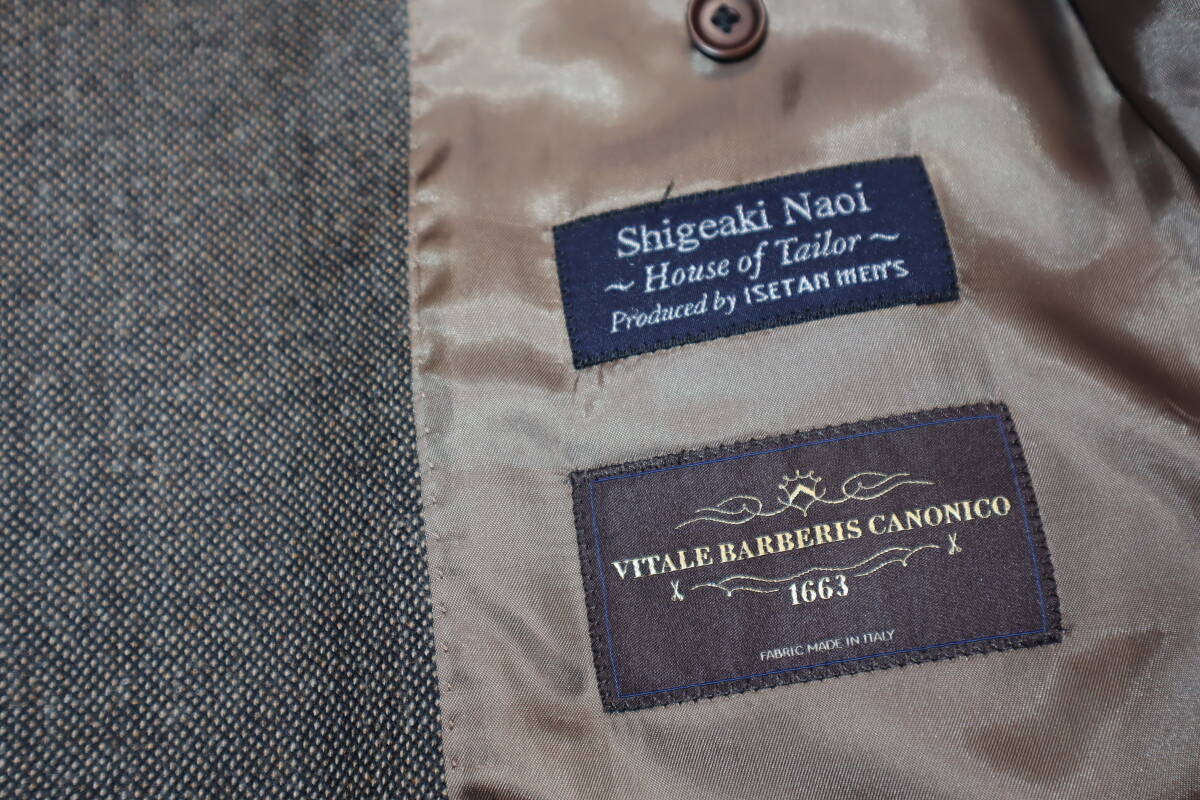 Shigeaki Naoi
~ House of Tailor ~
Produced by ISETAN MEN'S
VITALE BARBERIS CANONICO
1663
FABRIC MADE IN ITALY